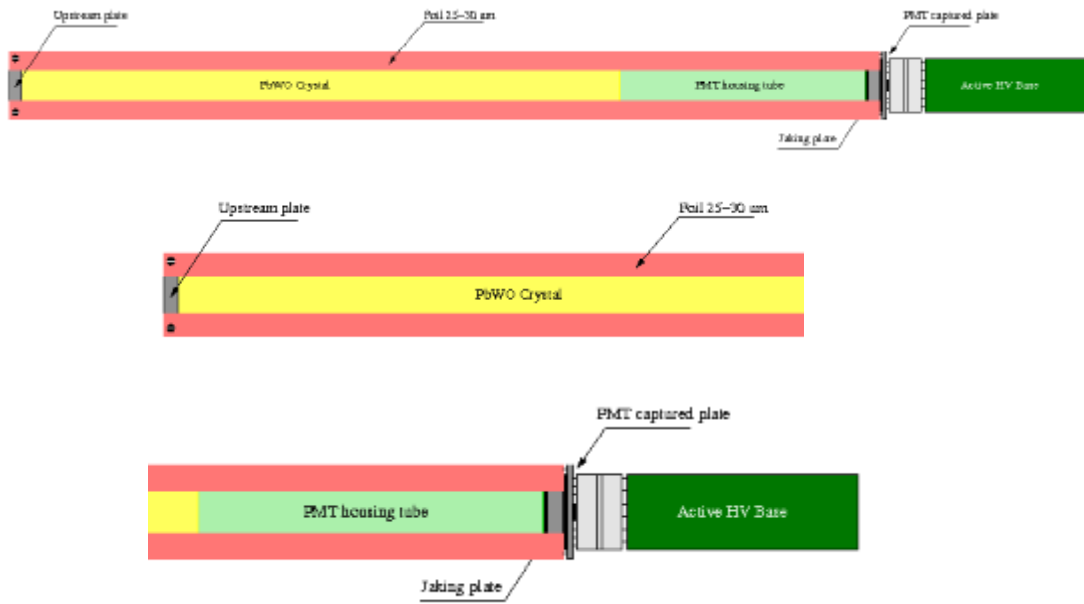 Upstream plate
Foil 25-30 um
PMT captured plate
PbWO Crystal
PMT housing tube
Active HV Base
Jaking plate
Upstream plate
Foil 25-30 um
PbWO Crystal
PMT captured plate
PMT housing tube
Active HV Base
Jaking plate